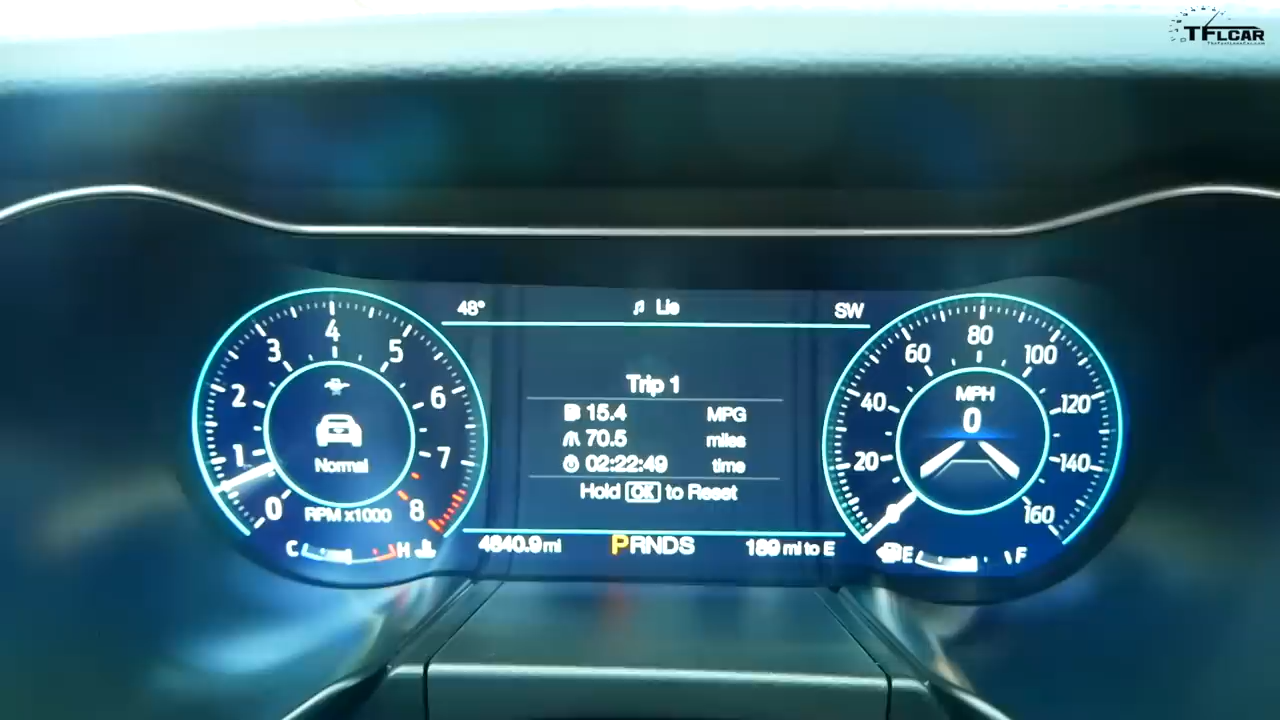 TFLCAR
48°
Lie
SW
Trip 1
15.4 MPG
70.5 miles
02:22:49 time
Hold OK to Reset
4640.9 mi
PRNDS
189 mi to E
0
1
2
3
4
5
6
7
8
Normal
RPM x1000
C
H
20
40
60
80
100
120
140
160
MPH
0
E
F